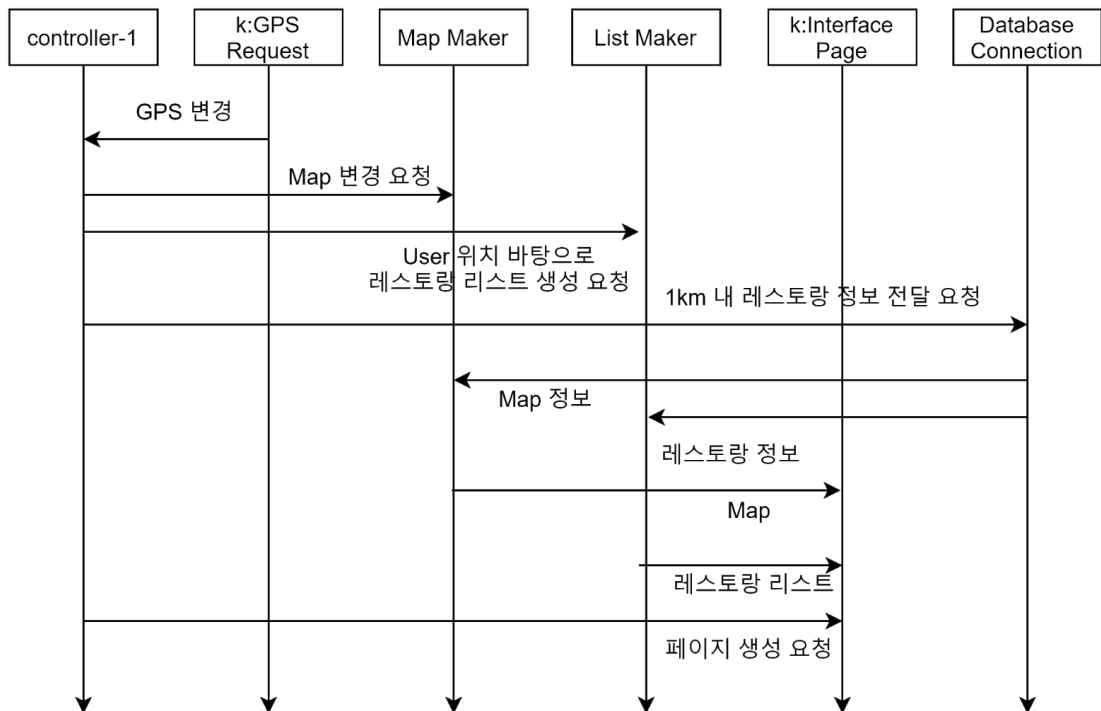 controller-1
k:GPS
Request
Map Maker
List Maker
k:Interface
Page
Database
Connection
GPS 변경
Map 변경 요청
User 위치 바탕으로
레스토랑 리스트 생성 요청
1km 내 레스토랑 정보 전달 요청
Map 정보
레스토랑 정보
Map
레스토랑 리스트
페이지 생성 요청